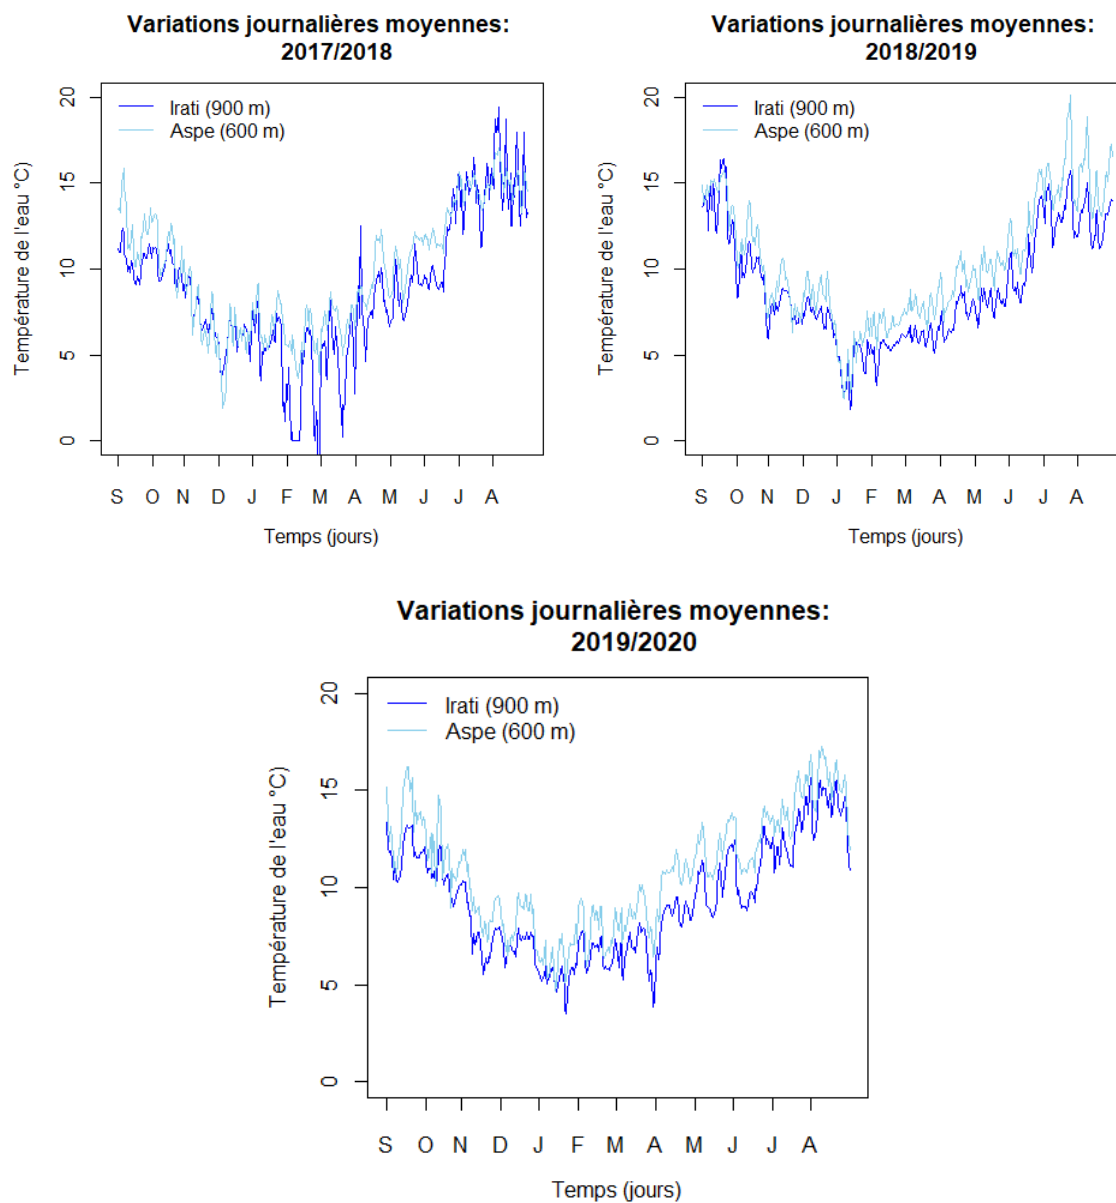 Variations journalières moyennes:
2017/2018
Irati (900 m)
Aspe (600 m)
Température de l'eau °C)
20
15
10
5
0
S O N D J F M A M J J A
Temps (jours)
Variations journalières moyennes:
2018/2019
Irati (900 m)
Aspe (600 m)
Température de l'eau °C)
20
15
10
5
0
S O N D J F M A M J J A
Temps (jours)
Variations journalières moyennes:
2019/2020
Irati (900 m)
Aspe (600 m)
Température de l'eau °C)
20
15
10
5
0
S O N D J F M A M J J A
Temps (jours)